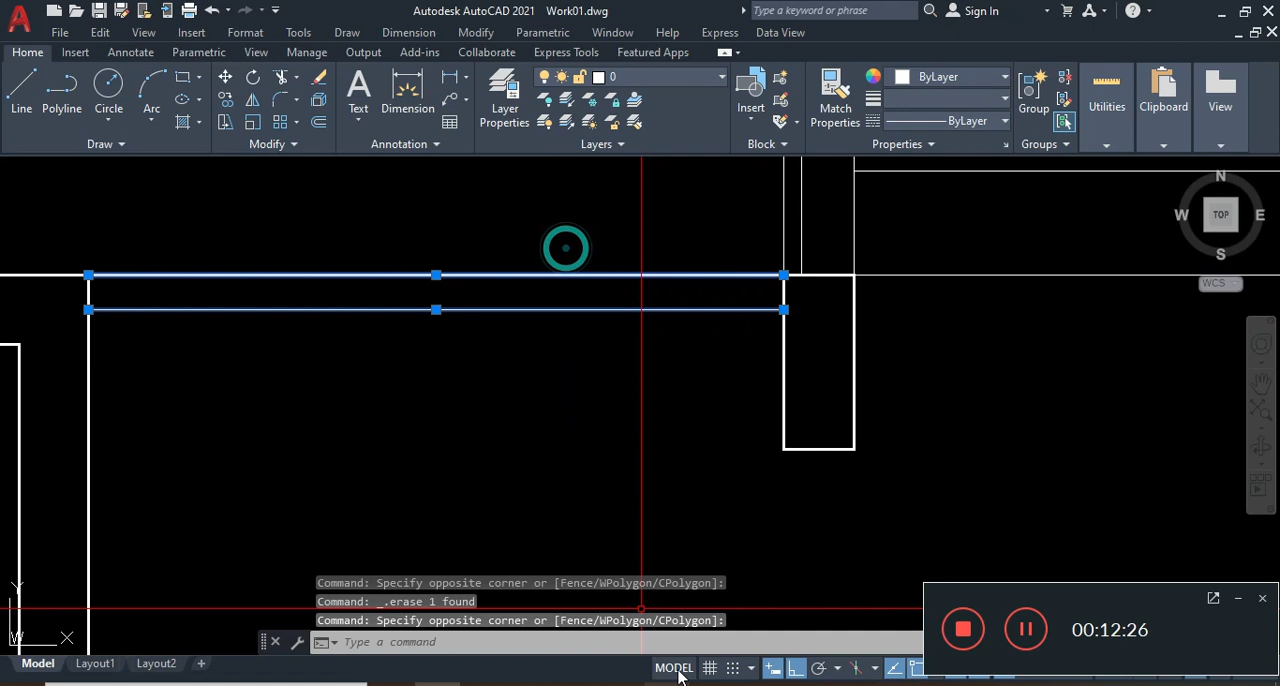 A Autodesk AutoCAD 2021 Work01.dwg Type a keyword or phrase Sign In ?
File Edit View Insert Format Tools Draw Dimension Modify Parametric Window Help Express Data View
Home Insert Annotate Parametric View Manage Output Add-ins Collaborate Express Tools Featured Apps
0 ByLayer
Line Polyline Circle Arc A Text Dimension Layer Properties Insert Match Properties Group Utilities Clipboard View
ByLayer
Draw Modify Annotation Layers Block Properties Groups
N
W TOP E
S
WCS
Command: Specify opposite corner or [Fence/WPolygon/CPolygon]:
Command: _.erase 1 found
Command: Specify opposite corner or [Fence/WPolygon/CPolygon]:
Type a command
Y
W X
00:12:26
Model Layout1 Layout2 + MODEL